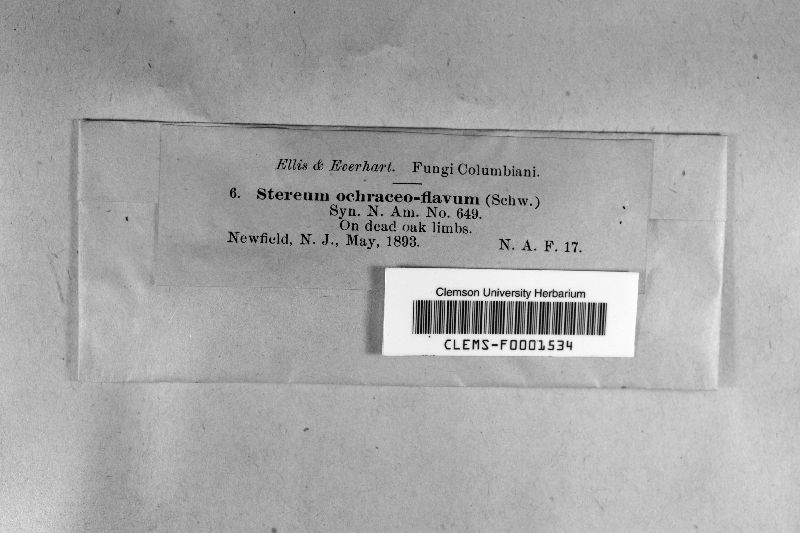 Ellis & Everhart. Fungi Columbiani.
6. Stereum ochraceo-flavum (Schw.)
Syn. N. Am. No. 649.
On dead oak limbs.
Newfield, N. J., May, 1893. N. A. F. 17.
Clemson University Herbarium
CLEMS-F0001534